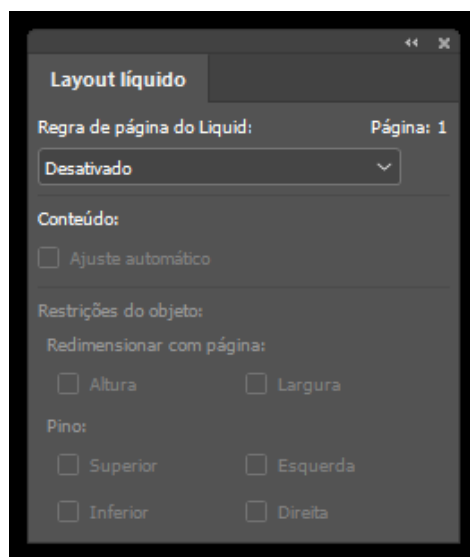 Layout líquido
Regra de página do Liquid: Página: 1
Desativado
Conteúdo:
Ajuste automático
Restrições do objeto:
Redimensionar com página:
Altura Largura
Pino:
Superior Esquerda
Inferior Direita